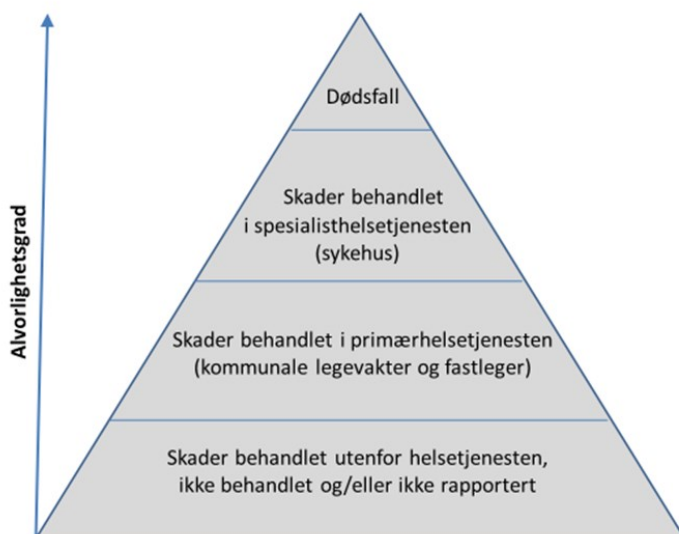 Alvorlighetsgrad
Dødsfall
Skader behandlet
i spesialisthelsetjenesten
(sykehus)
Skader behandlet i primærhelsetjenesten
(kommunale legevakter og fastleger)
Skader behandlet utenfor helsetjenesten,
ikke behandlet og/eller ikke rapportert